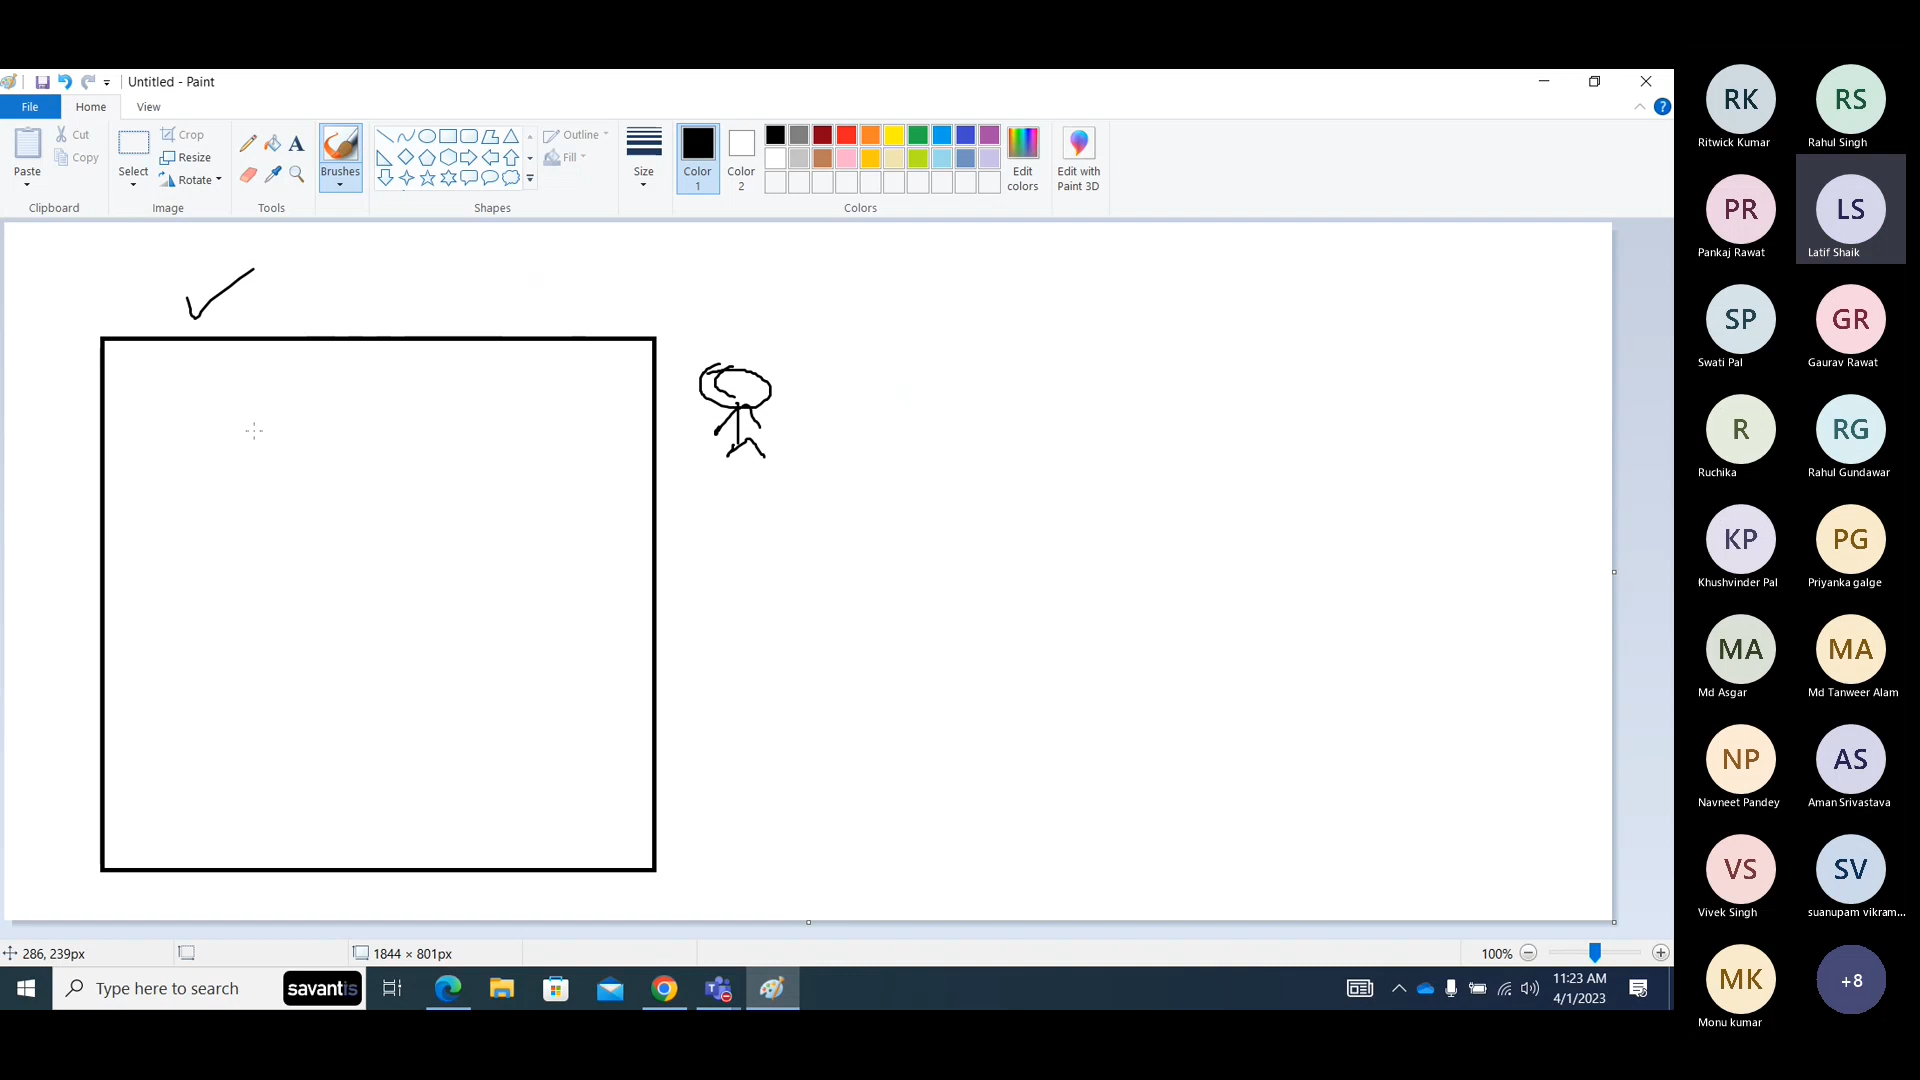 Untitled - Paint
File
Home
View
Paste
Cut
Copy
Clipboard
Select
Crop
Resize
Rotate
Image
A
Tools
Brushes
Outline
Fill
Shapes
Size
Color
1
Color
2
Edit
colors
Colors
Edit with
Paint 3D
?
286, 239px
1844 × 801px
100%
Type here to search
savantis
11:23 AM
4/1/2023
RK
Ritwick Kumar
RS
Rahul Singh
PR
Pankaj Rawat
LS
Latif Shaik
SP
Swati Pal
GR
Gaurav Rawat
R
Ruchika
RG
Rahul Gundawar
KP
Khushvinder Pal
PG
Priyanka galge
MA
Md Asgar
MA
Md Tanweer Alam
NP
Navneet Pandey
AS
Aman Srivastava
VS
Vivek Singh
SV
suanupam vikram...
MK
Monu kumar
+8